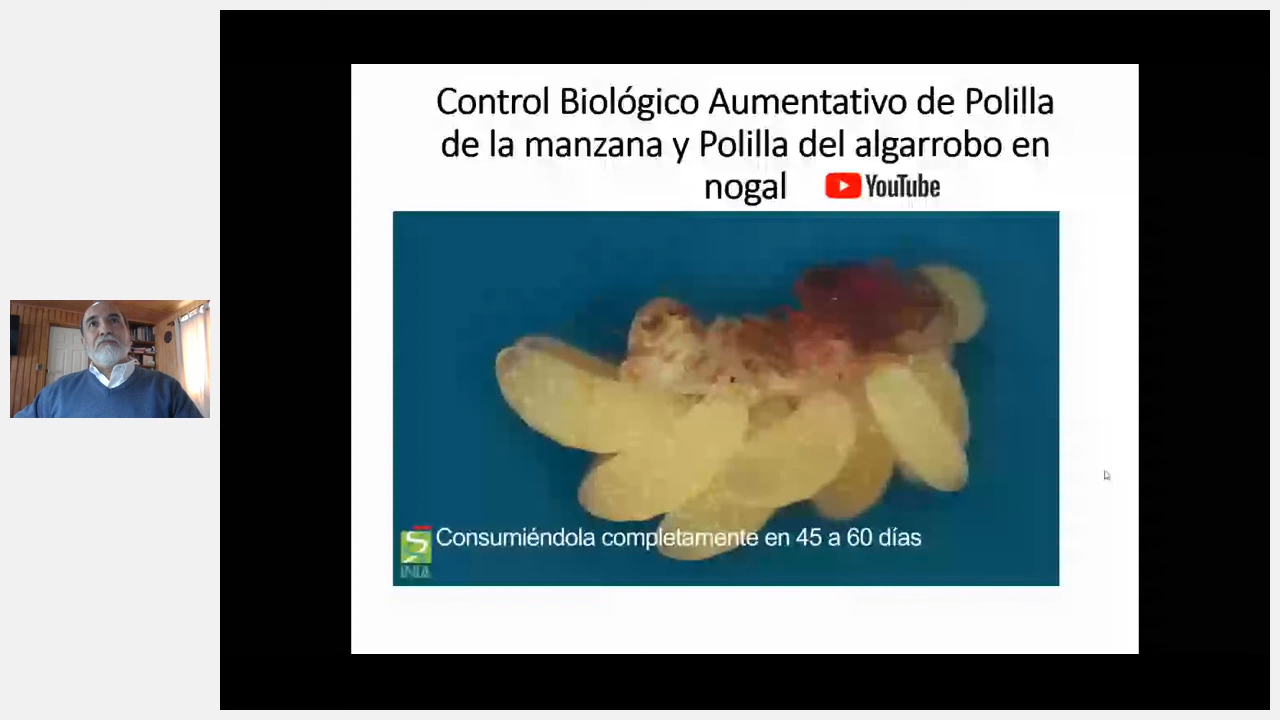 Control Biológico Aumentativo de Polilla
de la manzana y Polilla del algarrobo en
nogal YouTube
Consumiéndola completamente en 45 a 60 días
INIA